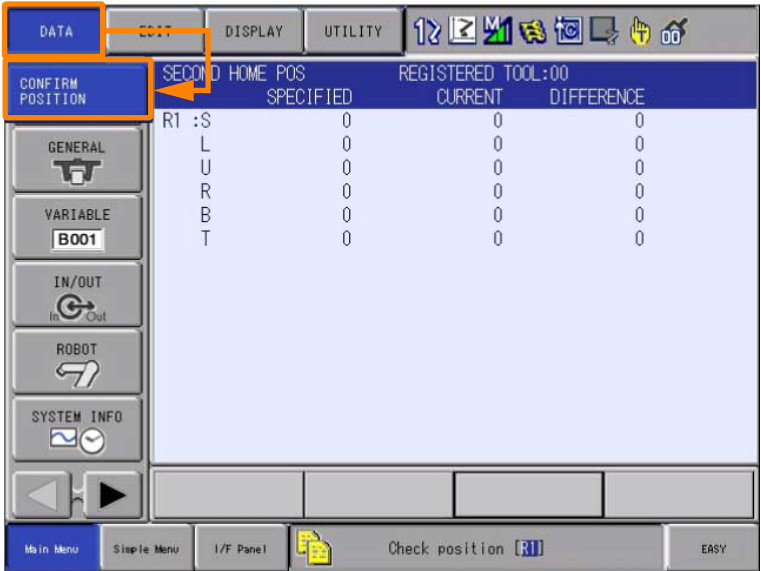 DATA EDIT DISPLAY UTILITY
CONFIRM
POSITION
SECOND HOME POS REGISTERED TOOL:00
SPECIFIED CURRENT DIFFERENCE
R1 :S 0 0 0
L 0 0 0
U 0 0 0
R 0 0 0
B 0 0 0
T 0 0 0
GENERAL
VARIABLE
B001
IN/OUT
In Out
ROBOT
SYSTEM INFO
Main Menu Simple Menu I/F Panel Check position [R1] EASY